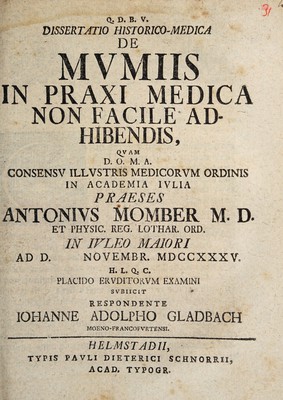 Q. D. B. V.
DISSERTATIO HISTORICO-MEDICA
DE
MVMIIS
IN PRAXI MEDICA
NON FACILE AD-
HIBENDIS,
QVAM
D. O. M. A.
CONSENSV ILLVSTRIS MEDICORVM ORDINIS
IN ACADEMIA IVLIA
PRAESES
ANTONIVS MOMBER M. D.
ET PHYSIC. REG. LOTHAR. ORD.
IN IVLEO MAIORI
AD D. NOVEMBR. MDCCXXXV.
H. L. Q. C.
PLACIDO ERVDITORVM EXAMINI
SVBIICIT
RESPONDENTE
IOHANNE ADOLPHO GLADBACH
MOENO-FRANCOFVRTENSI.
HELMSTADII,
TYPIS PAVLI DIETERICI SCHNORRII,
ACAD. TYPOGR.